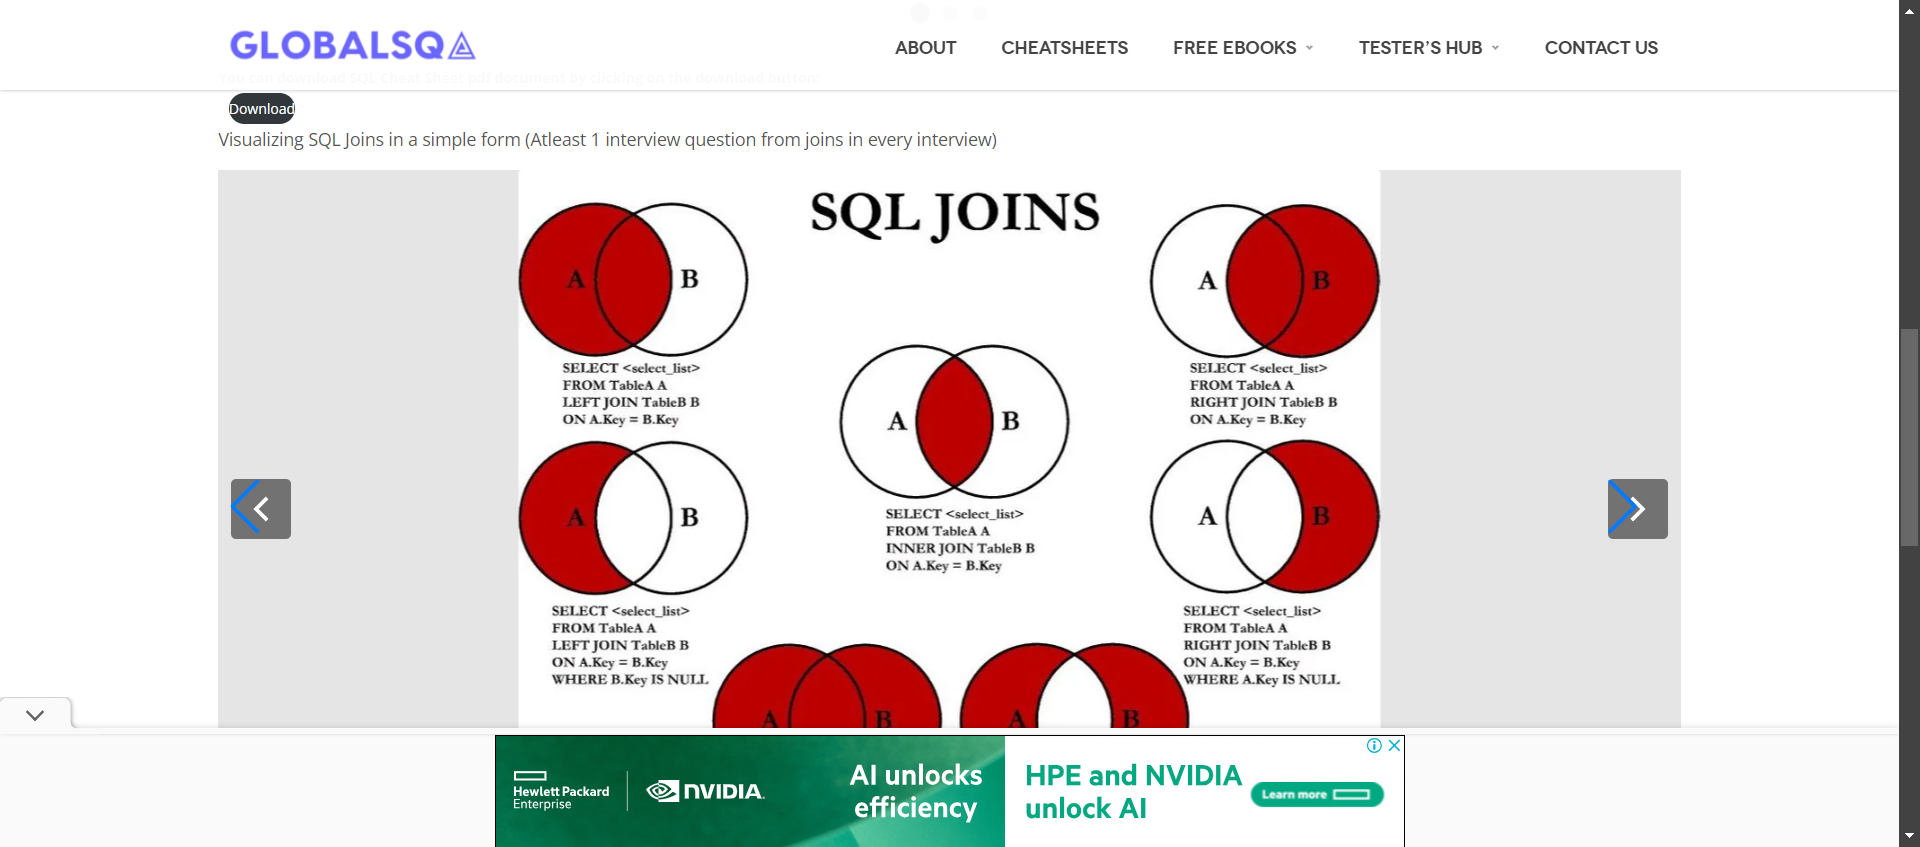 GLOBALSQA
ABOUT
CHEATSHEETS
FREE EBOOKS
TESTER'S HUB
CONTACT US
You can download SQL Cheat Sheet pdf document by clicking on the download button:
Download
Visualizing SQL Joins in a simple form (Atleast 1 interview question from joins in every interview)
SQL JOINS
A B
SELECT <select_list>
FROM TableA A
LEFT JOIN TableB B
ON A.Key = B.Key
A B
SELECT <select_list>
FROM TableA A
RIGHT JOIN TableB B
ON A.Key = B.Key
A B
SELECT <select_list>
FROM TableA A
INNER JOIN TableB B
ON A.Key = B.Key
A B
SELECT <select_list>
FROM TableA A
LEFT JOIN TableB B
ON A.Key = B.Key
WHERE B.Key IS NULL
A B
SELECT <select_list>
FROM TableA A
RIGHT JOIN TableB B
ON A.Key = B.Key
WHERE A.Key IS NULL
A B
A B
Hewlett Packard
Enterprise
NVIDIA.
AI unlocks
efficiency
HPE and NVIDIA
unlock AI
Learn more